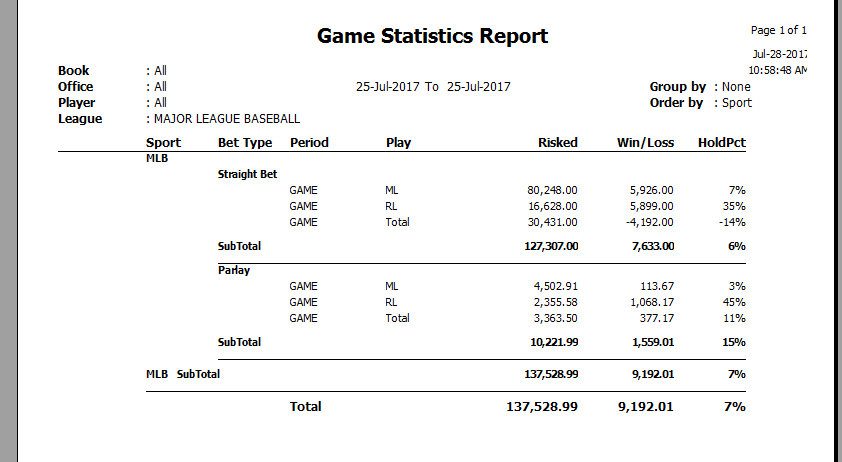 Game Statistics Report
Page 1 of 1
Jul-28-2017
10:58:48 AM
Book : All
Office : All 25-Jul-2017 To 25-Jul-2017 Group by : None
Player : All Order by : Sport
League : MAJOR LEAGUE BASEBALL
Sport Bet Type Period Play Risked Win/Loss HoldPct
MLB
Straight Bet
GAME ML 80,248.00 5,926.00 7%
GAME RL 16,628.00 5,899.00 35%
GAME Total 30,431.00 -4,192.00 -14%
SubTotal 127,307.00 7,633.00 6%
Parlay
GAME ML 4,502.91 113.67 3%
GAME RL 2,355.58 1,068.17 45%
GAME Total 3,363.50 377.17 11%
SubTotal 10,221.99 1,559.01 15%
MLB SubTotal 137,528.99 9,192.01 7%
Total 137,528.99 9,192.01 7%